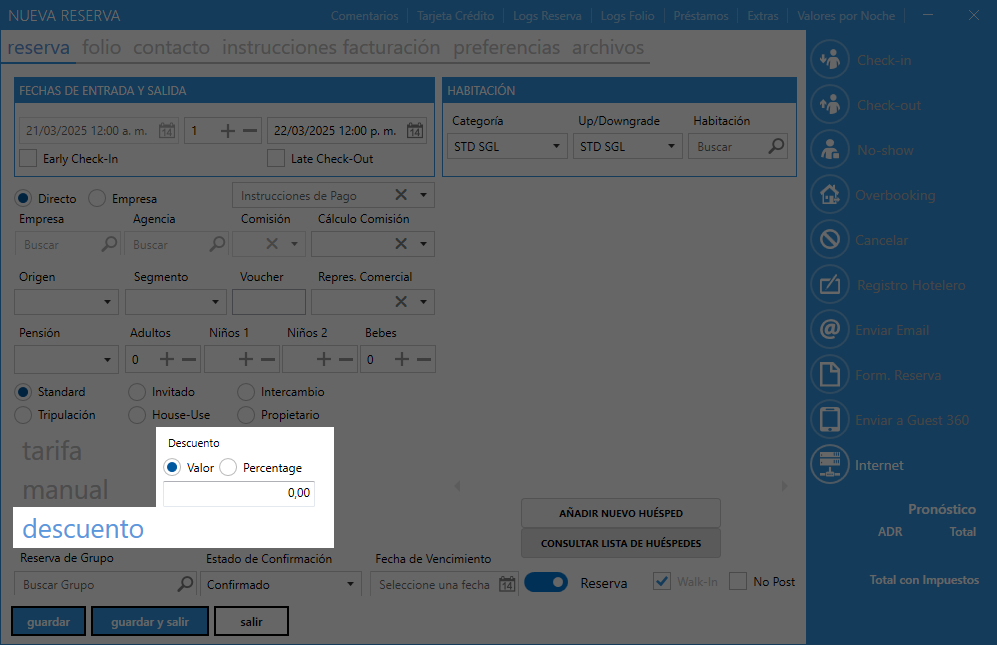 NUEVA RESERVA
Comentarios Tarjeta Crédito Logs Reserva Logs Folio Préstamos Extras Valores por Noche
reserva folio contacto instrucciones facturación preferencias archivos
FECHAS DE ENTRADA Y SALIDA
21/03/2025 12:00 a. m. 14 1 22/03/2025 12:00 p. m. 14
Early Check-In Late Check-Out
HABITACIÓN
Categoría Up/Downgrade Habitación
STD SGL STD SGL Buscar
Directo Empresa Instrucciones de Pago
Empresa Agencia Comisión Cálculo Comisión
Buscar Buscar
Origen Segmento Voucher Repres. Comercial
Pensión Adultos Niños 1 Niños 2 Bebes
0 0
Standard Invitado Intercambio
Tripulación House-Use Propietario
tarifa
manual
descuento
Descuento
Valor Percentage
0,00
AÑADIR NUEVO HUÉSPED
CONSULTAR LISTA DE HUÉSPEDES
Reserva de Grupo Estado de Confirmación Fecha de Vencimiento
Buscar Grupo Confirmado Seleccione una fecha 14 Reserva Walk-In No Post
guardar guardar y salir salir
Check-in
Check-out
No-show
Overbooking
Cancelar
Registro Hotelero
Enviar Email
Form. Reserva
Enviar a Guest 360
Internet
Pronóstico
ADR Total
Total con Impuestos